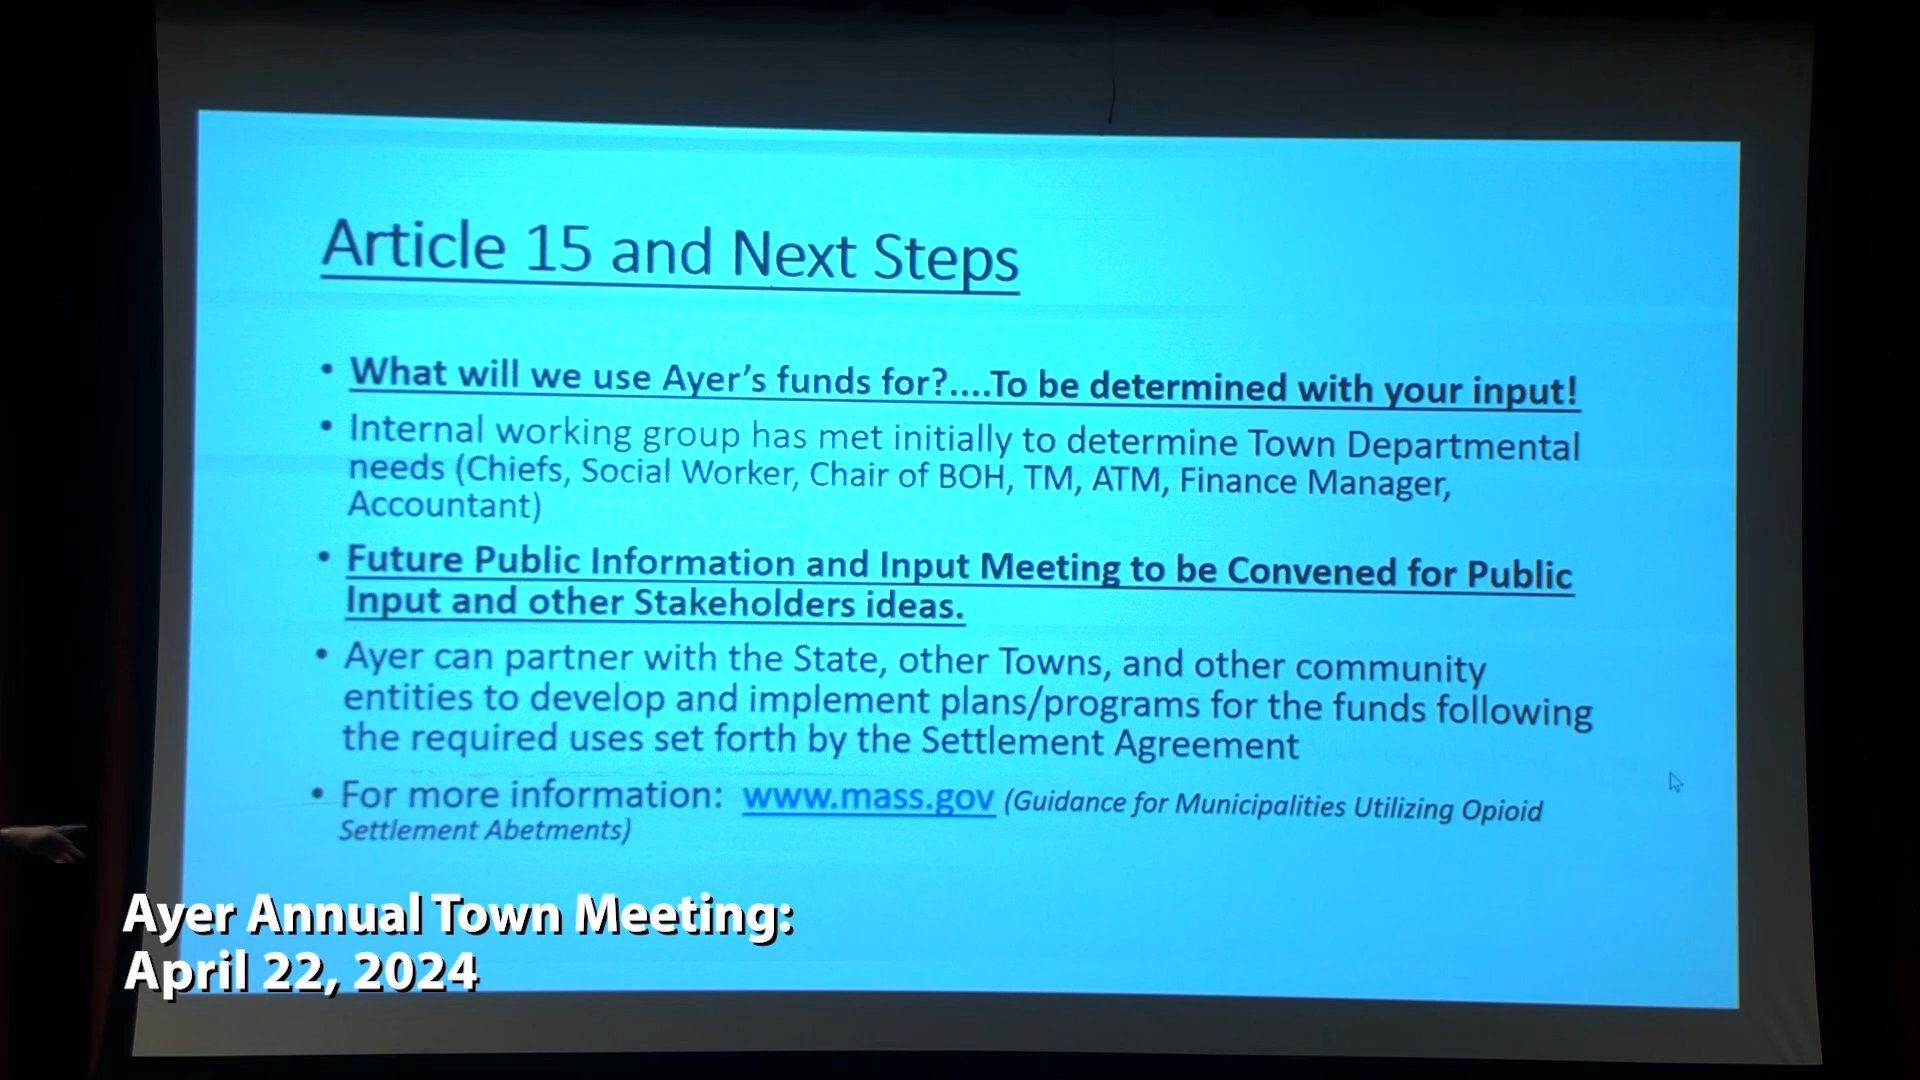 Article 15 and Next Steps
• What will we use Ayer's funds for?....To be determined with your input!
• Internal working group has met initially to determine Town Departmental
needs (Chiefs, Social Worker, Chair of BOH, TM, ATM, Finance Manager,
Accountant)
• Future Public Information and Input Meeting to be Convened for Public
Input and other Stakeholders ideas.
• Ayer can partner with the State, other Towns, and other community
entities to develop and implement plans/programs for the funds following
the required uses set forth by the Settlement Agreement
• For more information: www.mass.gov (Guidance for Municipalities Utilizing Opioid
Settlement Abetments)
Ayer Annual Town Meeting:
April 22, 2024